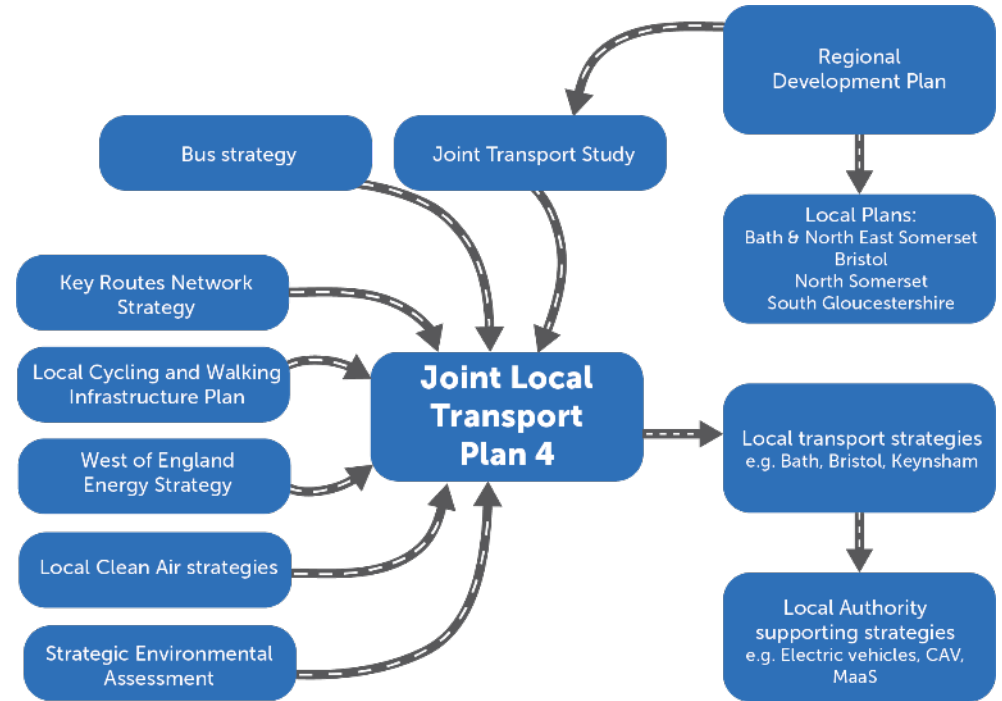 Regional
Development Plan
Bus strategy
Joint Transport Study
Local Plans:
Bath & North East Somerset
Bristol
North Somerset
South Gloucestershire
Key Routes Network
Strategy
Local Cycling and Walking
Infrastructure Plan
Joint Local
Transport
Plan 4
West of England
Energy Strategy
Local transport strategies
e.g. Bath, Bristol, Keynsham
Local Clean Air strategies
Local Authority
supporting strategies
e.g. Electric vehicles, CAV,
MaaS
Strategic Environmental
Assessment